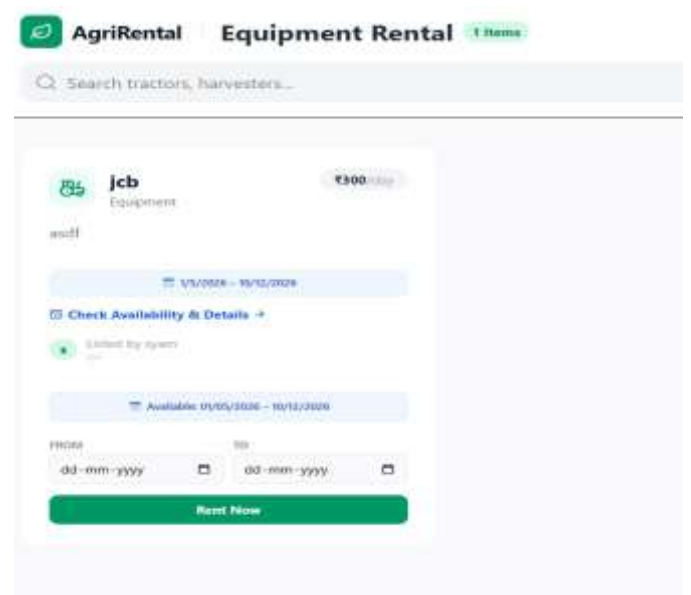 AgriRental Equipment Rental 1 Items
Search tractors, harvesters...
jcb ₹300/day
Equipment
asdf
1/5/2026 – 10/12/2026
Check Availability & Details →
Listed by syam
Available: 01/05/2026 – 10/12/2026
FROM TO
dd-mm-yyyy dd-mm-yyyy
Rent Now